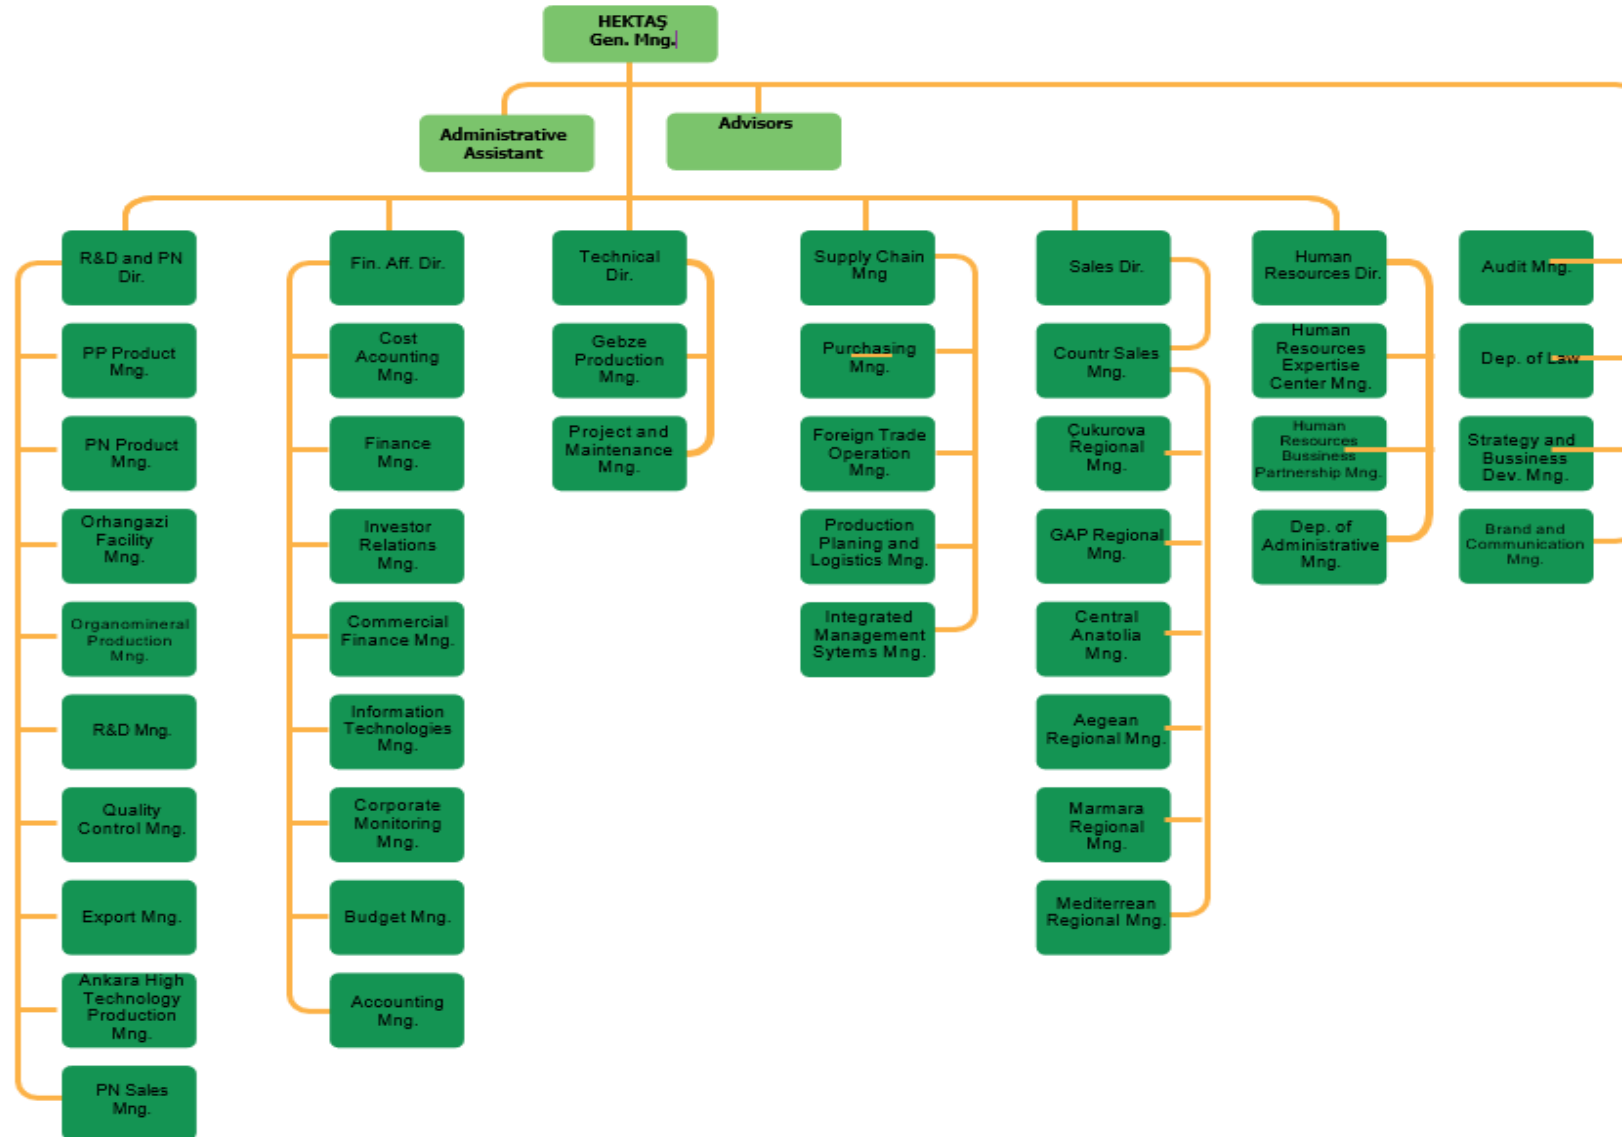 HEKTAŞ
Gen. Mng.
Administrative
Assistant
Advisors
R&D and PN
Dir.
PP Product
Mng.
PN Product
Mng.
Orhangazi
Facility
Mng.
Organomineral
Production
Mng.
R&D Mng.
Quality
Control Mng.
Export Mng.
Ankara High
Technology
Production
Mng.
PN Sales
Mng.
Fin. Aff. Dir.
Cost
Acounting
Mng.
Finance
Mng.
Investor
Relations
Mng.
Commercial
Finance Mng.
Information
Technologies
Mng.
Corporate
Monitoring
Mng.
Budget Mng.
Accounting
Mng.
Technical
Dir.
Gebze
Production
Mng.
Project and
Maintenance
Mng.
Supply Chain
Mng
Purchasing
Mng.
Foreign Trade
Operation
Mng.
Production
Planing and
Logistics Mng.
Integrated
Management
Sytems Mng.
Sales Dir.
Countr Sales
Mng.
Çukurova
Regional
Mng.
GAP Regional
Mng.
Central
Anatolia
Mng.
Aegean
Regional Mng.
Marmara
Regional
Mng.
Mediterrean
Regional Mng.
Human
Resources Dir.
Human
Resources
Expertise
Center Mng.
Human
Resources
Bussiness
Partnership Mng.
Dep. of
Administrative
Mng.
Audit Mng.
Dep. of Law
Strategy and
Bussiness
Dev. Mng.
Brand and
Communication
Mng.